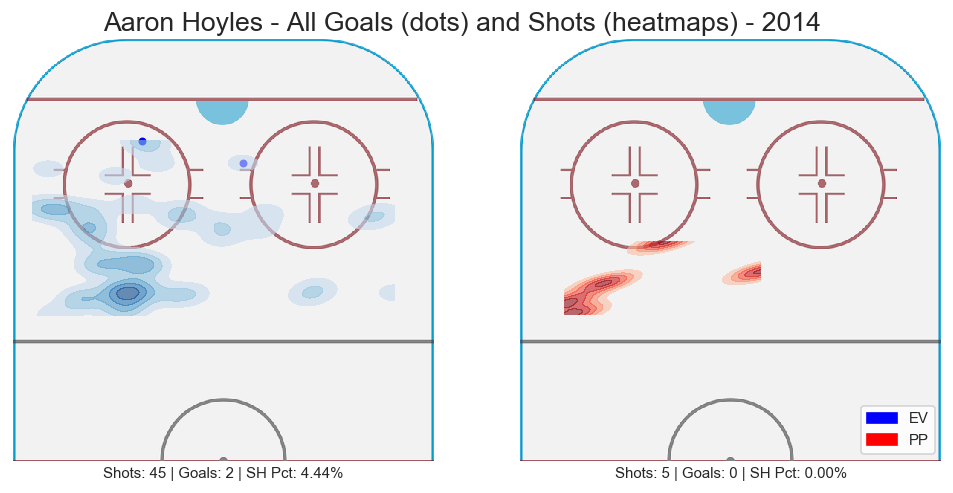 Aaron Hoyles - All Goals (dots) and Shots (heatmaps) - 2014
EV
PP
Shots: 45 | Goals: 2 | SH Pct: 4.44%
Shots: 5 | Goals: 0 | SH Pct: 0.00%